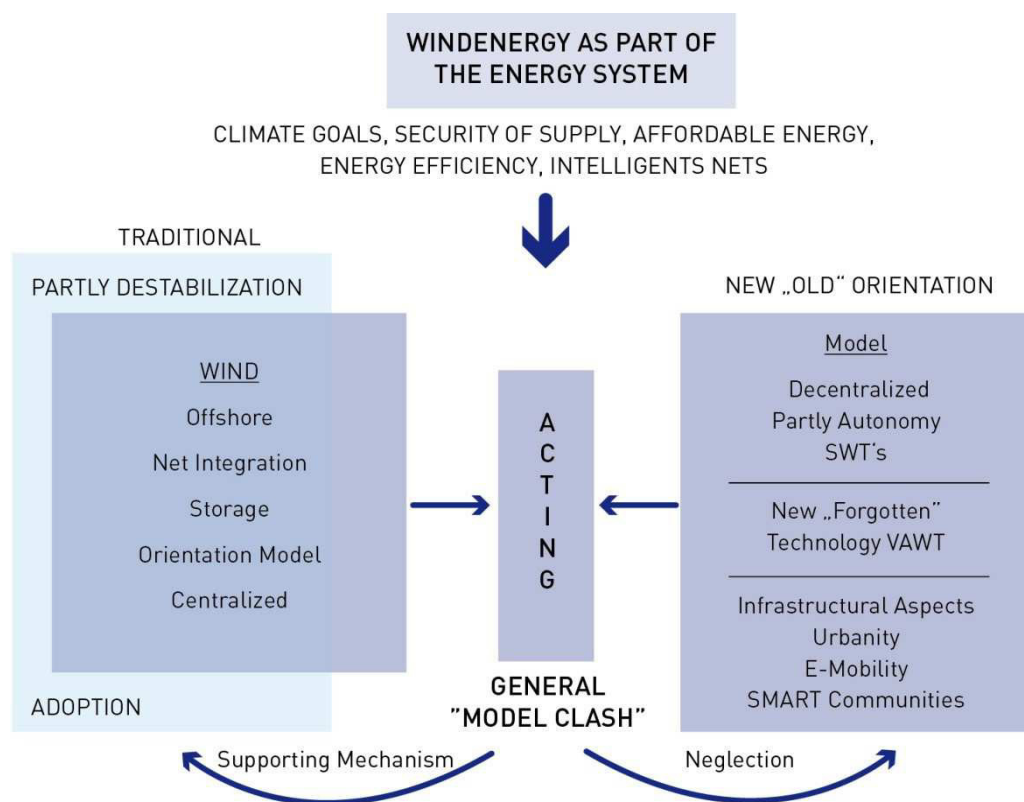 WINDENERGY AS PART OF
THE ENERGY SYSTEM
CLIMATE GOALS, SECURITY OF SUPPLY, AFFORDABLE ENERGY,
ENERGY EFFICIENCY, INTELLIGENTS NETS
TRADITIONAL
PARTLY DESTABILIZATION
WIND
Offshore
Net Integration
Storage
Orientation Model
Centralized
ADOPTION
ACTING
GENERAL
"MODEL CLASH"
NEW „OLD“ ORIENTATION
Model
Decentralized
Partly Autonomy
SWT's
New „Forgotten”
Technology VAWT
Infrastructural Aspects
Urbanity
E-Mobility
SMART Communities
Supporting Mechanism
Neglection